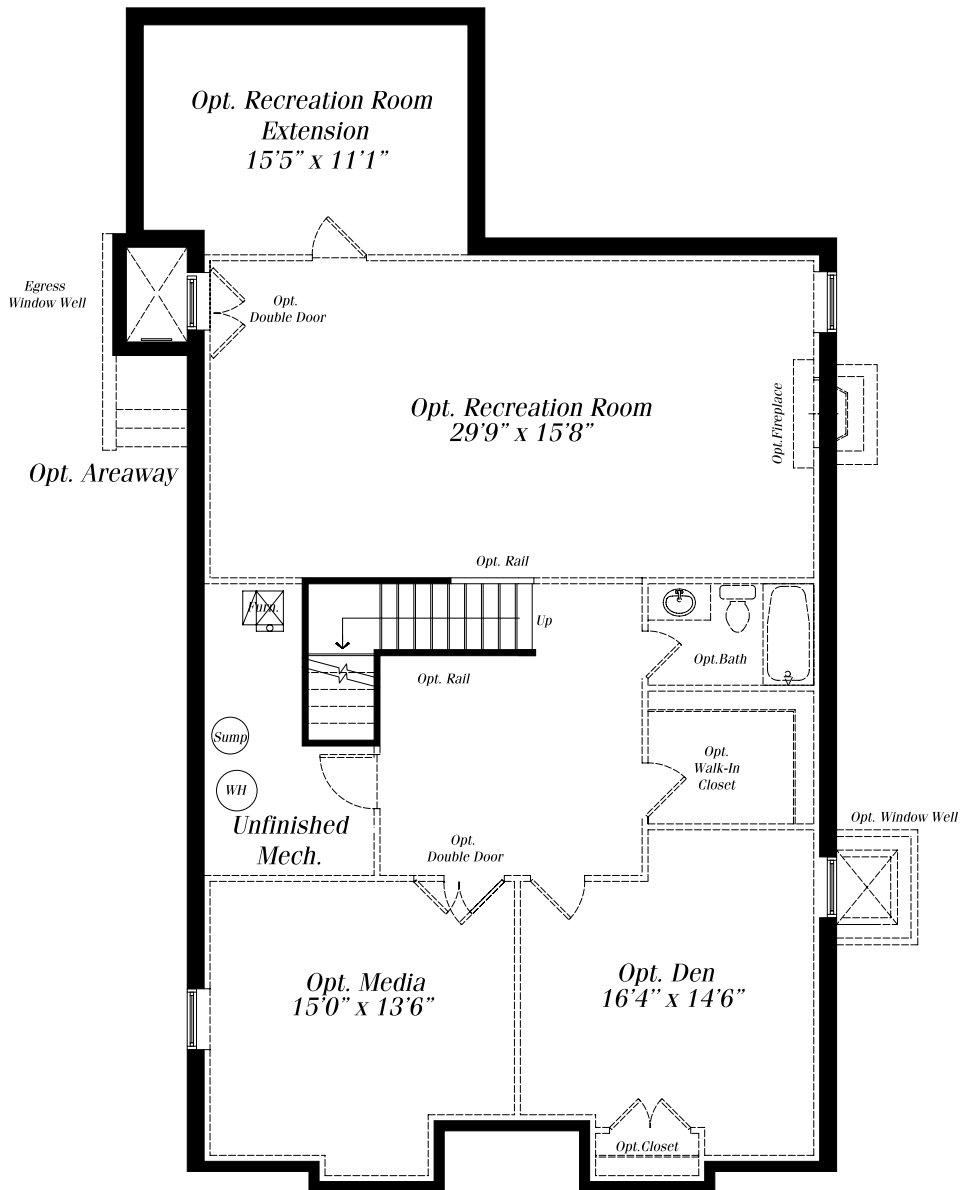 Opt. Recreation Room
Extension
15'5" x 11'1"
Egress
Window Well
Opt.
Double Door
Opt. Recreation Room
29'9" x 15'8"
Opt.Fireplace
Opt. Areaway
Opt. Rail
Furn.
Up
Opt. Rail
Opt.Bath
Sump
Opt.
Walk-In
Closet
WH
Unfinished
Mech.
Opt.
Double Door
Opt. Window Well
Opt. Media
15'0" x 13'6"
Opt. Den
16'4" x 14'6"
Opt.Closet